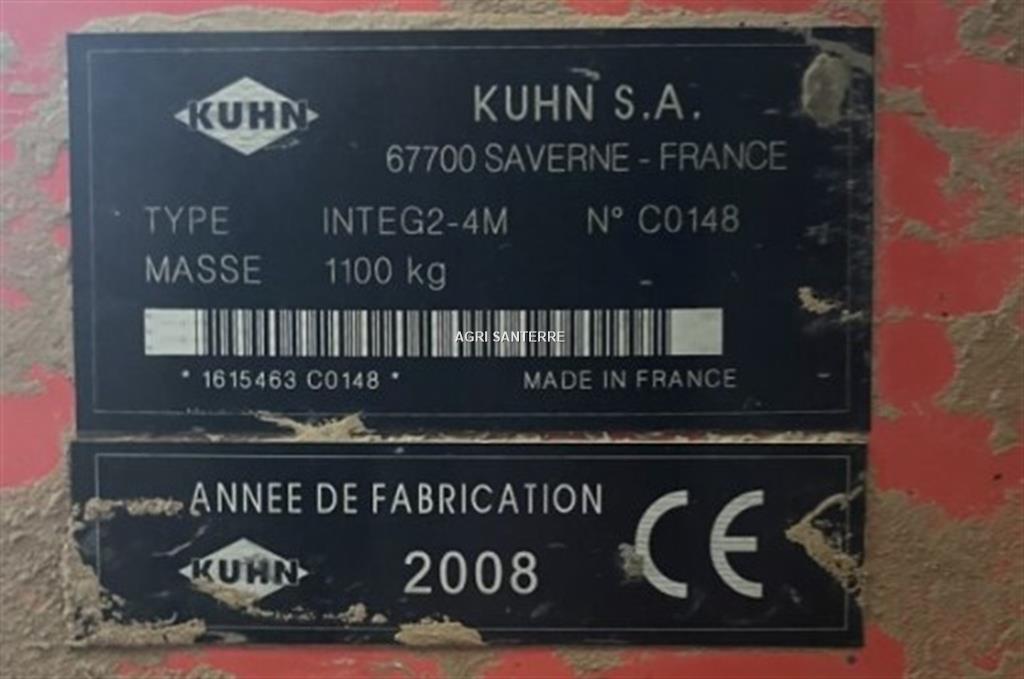 KUHN
KUHN S.A.
67700 SAVERNE - FRANCE
TYPE INTEG2-4M N° C0148
MASSE 1100 kg
AGRI SANTERRE
* 1615463 C0148 * MADE IN FRANCE
ANNEE DE FABRICATION
KUHN 2008 CE